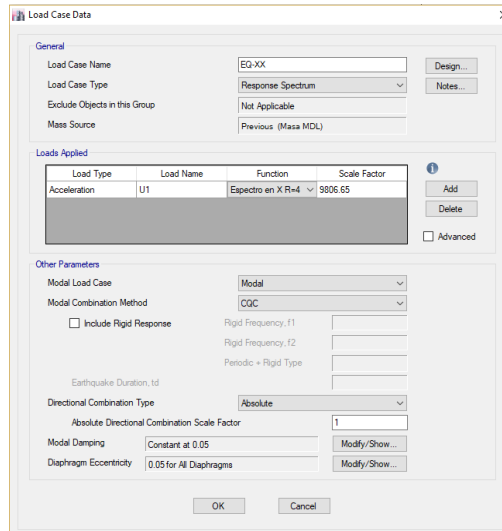 Load Case Data
General
Load Case Name EQ-XX Design...
Load Case Type Response Spectrum Notes...
Exclude Objects in this Group Not Applicable
Mass Source Previous (Masa MDL)
Loads Applied
Load Type Load Name Function Scale Factor
Acceleration U1 Espectro en X R=4 9806.65
Add
Delete
Advanced
Other Parameters
Modal Load Case Modal
Modal Combination Method CQC
Include Rigid Response Rigid Frequency, f1
Rigid Frequency, f2
Periodic + Rigid Type
Earthquake Duration, td
Directional Combination Type Absolute
Absolute Directional Combination Scale Factor 1
Modal Damping Constant at 0.05 Modify/Show...
Diaphragm Eccentricity 0.05 for All Diaphragms Modify/Show...
OK Cancel